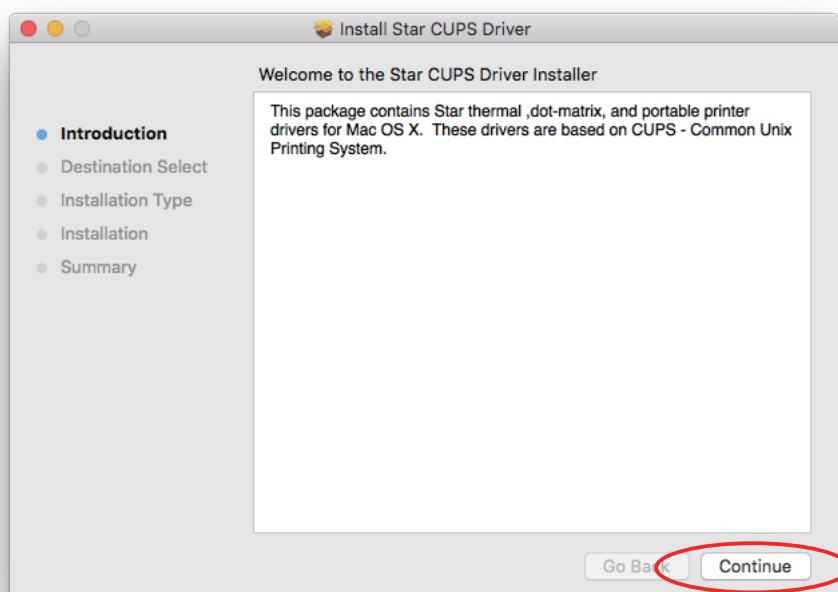 Install Star CUPS Driver
Welcome to the Star CUPS Driver Installer
Introduction
Destination Select
Installation Type
Installation
Summary
This package contains Star thermal ,dot-matrix, and portable printer
drivers for Mac OS X.  These drivers are based on CUPS - Common Unix
Printing System.
Go Back
Continue